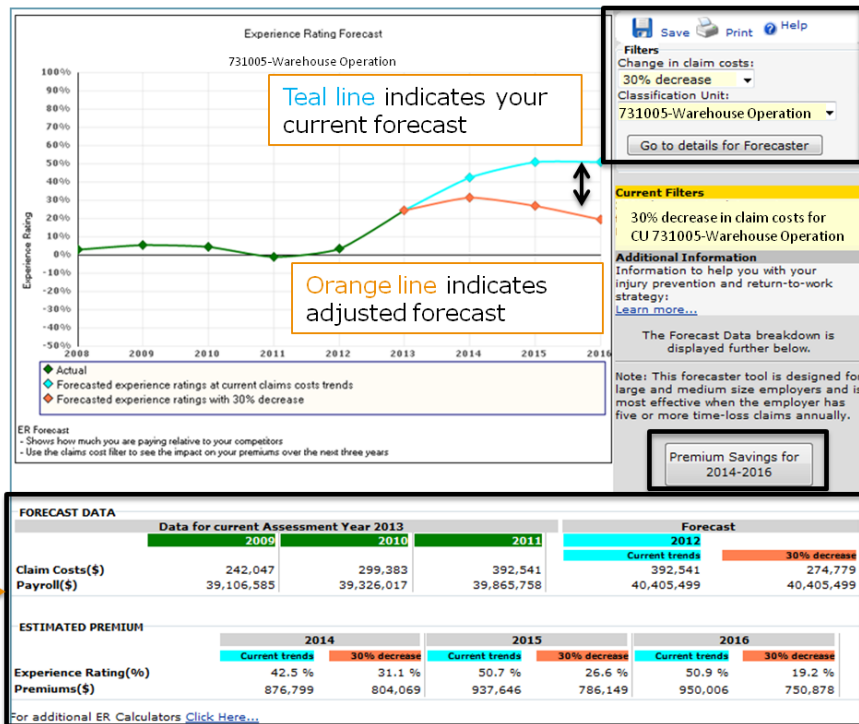 Experience Rating Forecast
731005-Warehouse Operation
100%
90%
80%
70%
60%
50%
40%
30%
20%
10%
0%
-10%
-20%
-30%
-40%
-50%
Experience Rating
2008 2009 2010 2011 2012 2013 2014 2015 2016
Teal line indicates your
current forecast
Orange line indicates
adjusted forecast
Actual
Forecasted experience ratings at current claims costs trends
Forecasted experience ratings with 30% decrease
ER Forecast
- Shows how much you are paying relative to your competitors
- Use the claims cost filter to see the impact on your premiums over the next three years
Save Print Help
Filters
Change in claim costs:
30% decrease
Classification Unit:
731005-Warehouse Operation
Go to details for Forecaster
Current Filters
30% decrease in claim costs for
CU 731005-Warehouse Operation
Additional Information
Information to help you with your
injury prevention and return-to-work
strategy:
Learn more...
The Forecast Data breakdown is
displayed further below.
Note: This forecaster tool is designed for
large and medium size employers and is
most effective when the employer has
five or more time-loss claims annually.
Premium Savings for
2014-2016
FORECAST DATA
Data for current Assessment Year 2013 Forecast
2009 2010 2011 2012
Current trends 30% decrease
Claim Costs($) 242,047 299,383 392,541 392,541 274,779
Payroll($) 39,106,585 39,326,017 39,865,758 40,405,499 40,405,499
ESTIMATED PREMIUM
2014 2015 2016
Current trends 30% decrease Current trends 30% decrease Current trends 30% decrease
Experience Rating(%) 42.5 % 31.1 % 50.7 % 26.6 % 50.9 % 19.2 %
Premiums($) 876,799 804,069 937,646 786,149 950,006 750,878
For additional ER Calculators Click Here...